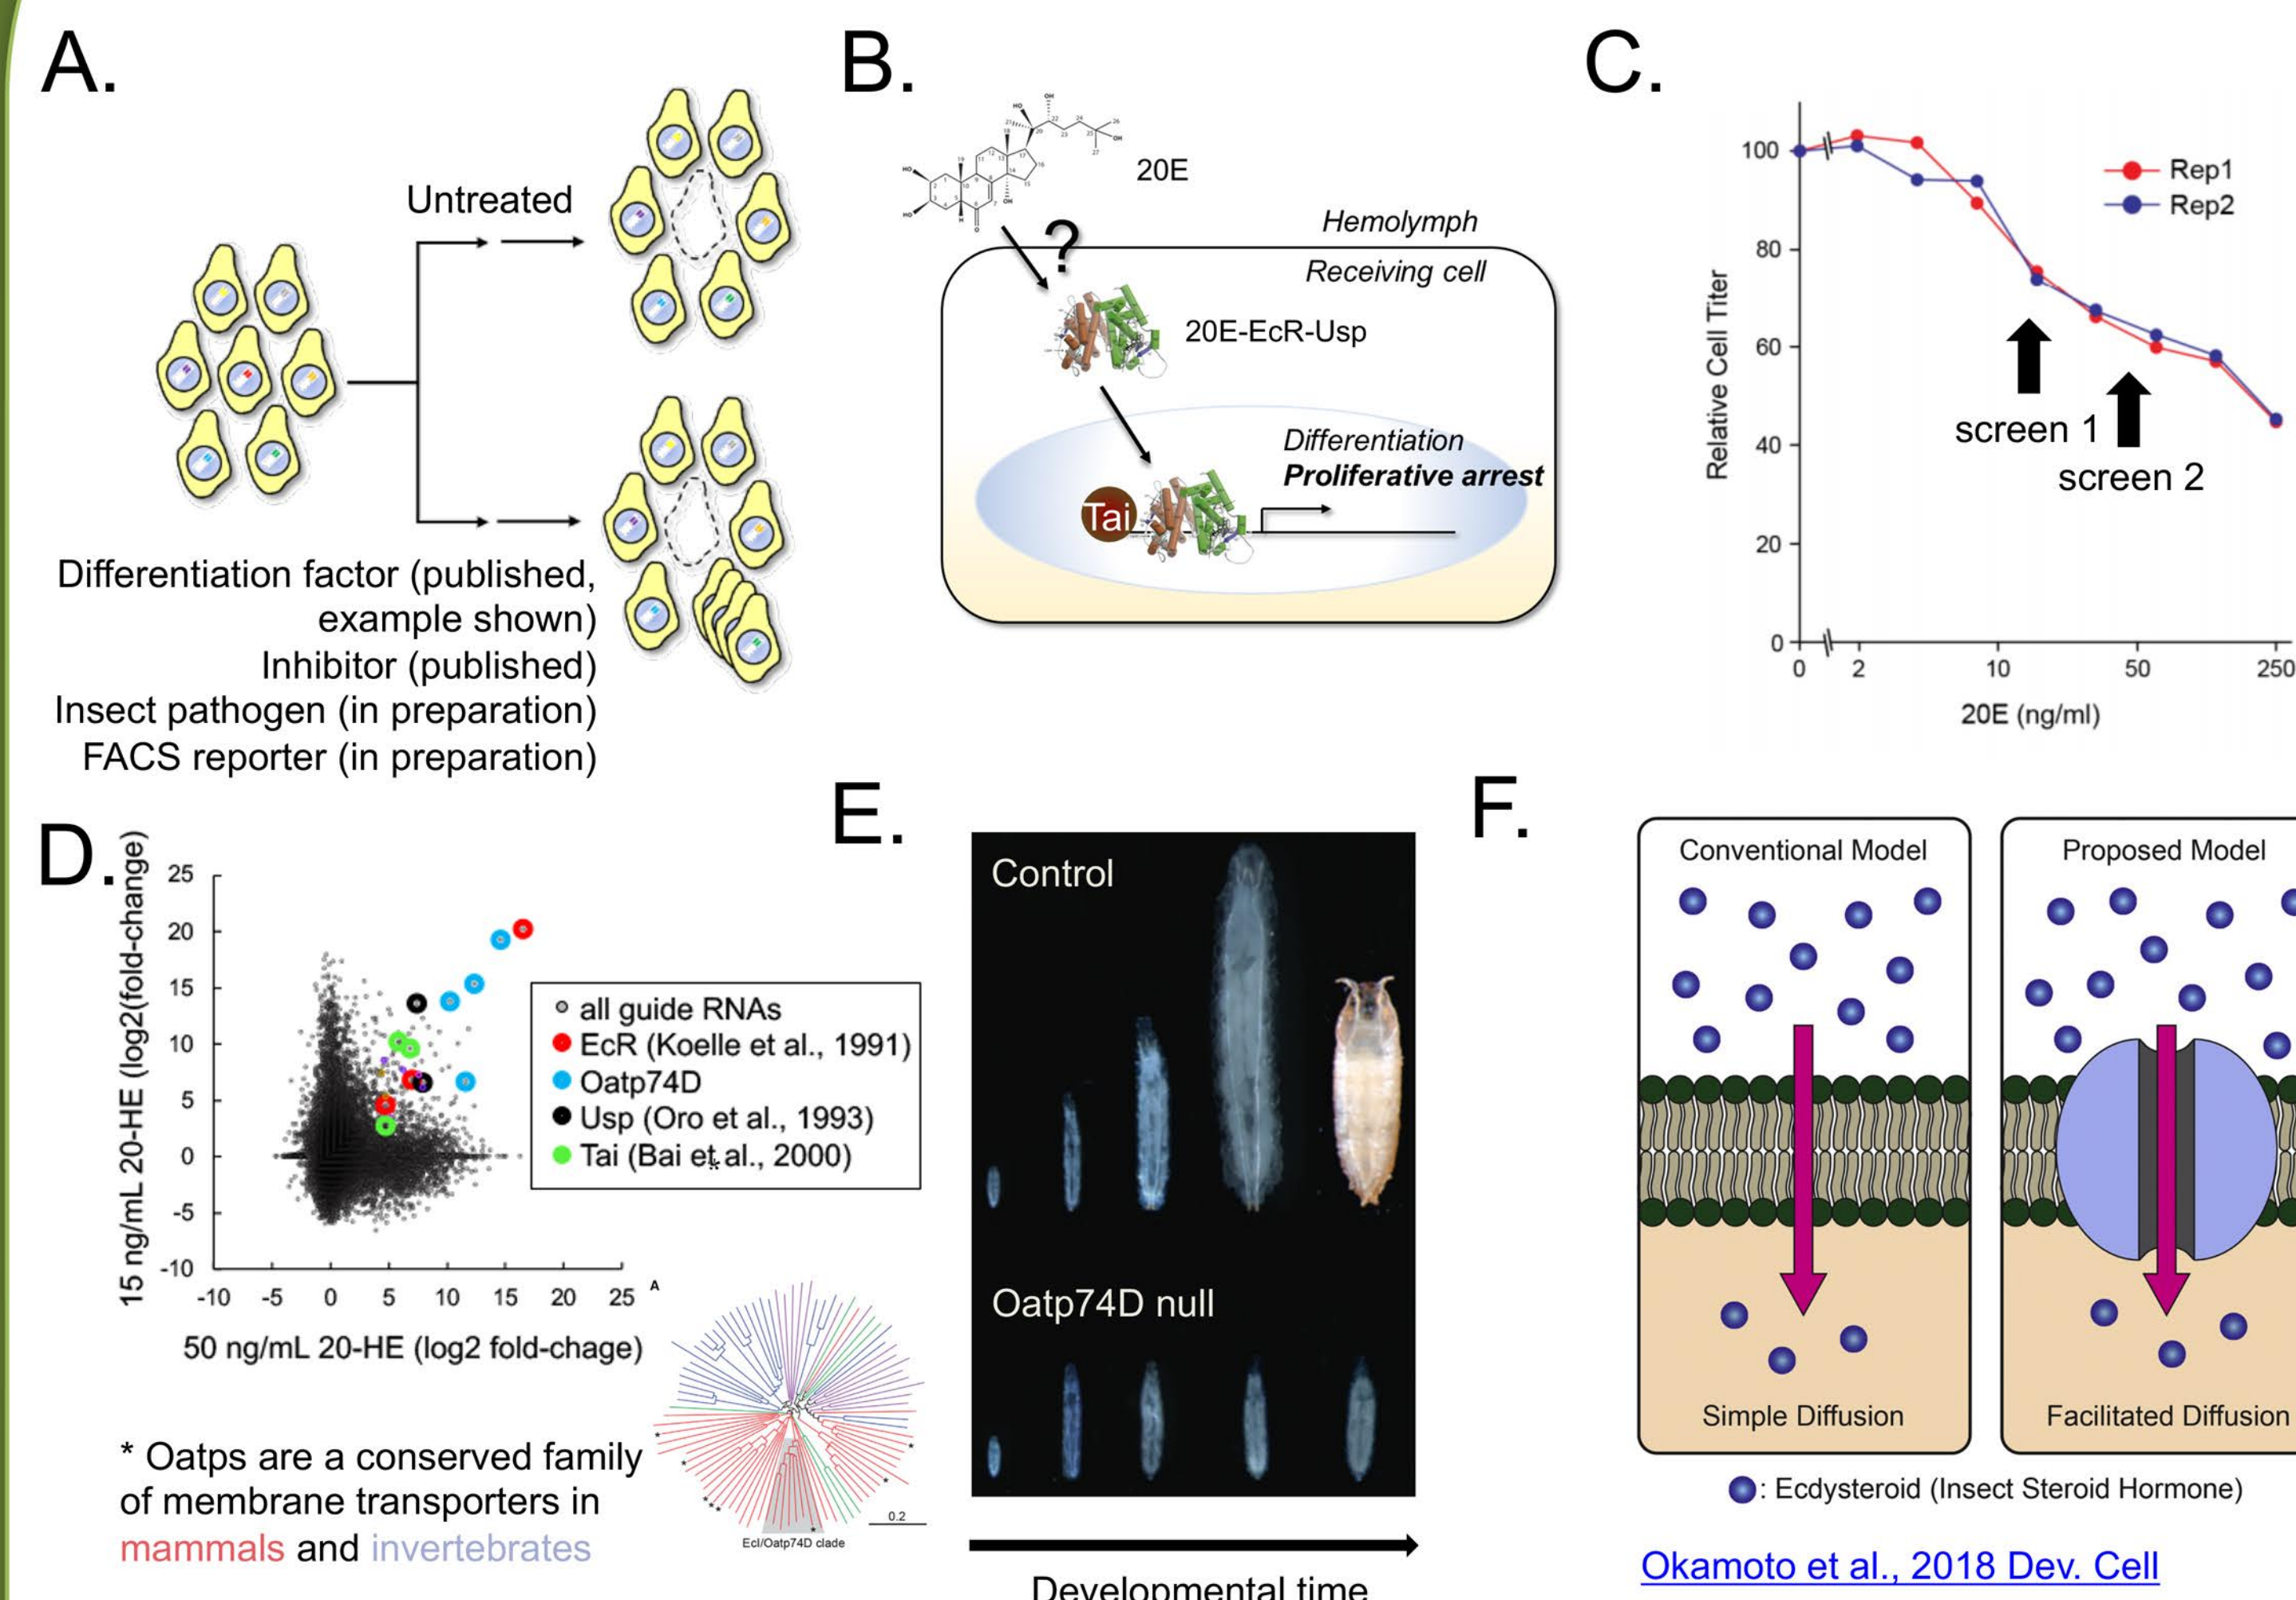 A.
Untreated
Differentiation factor (published,
example shown)
Inhibitor (published)
Insect pathogen (in preparation)
FACS reporter (in preparation)
B.
20E
?
Hemolymph
Receiving cell
20E-EcR-Usp
Differentiation
Proliferative arrest
Tai
C.
Relative Cell Titer
100
80
60
40
20
0
Rep1
Rep2
screen 1
screen 2
0 2 10 50 250
20E (ng/ml)
D.
15 ng/mL 20-HE (log2(fold-change)
25
20
15
10
5
0
-5
-10
-10 -5 0 5 10 15 20 25
50 ng/mL 20-HE (log2 fold-chage)
all guide RNAs
EcR (Koelle et al., 1991)
Oatp74D
Usp (Oro et al., 1993)
Tai (Bai et al., 2000)
*
A
0.2
EcI/Oatp74D clade
* Oatps are a conserved family
of membrane transporters in
mammals and invertebrates
E.
Control
Oatp74D null
Developmental time
F.
Conventional Model
Simple Diffusion
Proposed Model
Facilitated Diffusion
: Ecdysteroid (Insect Steroid Hormone)
Okamoto et al., 2018 Dev. Cell